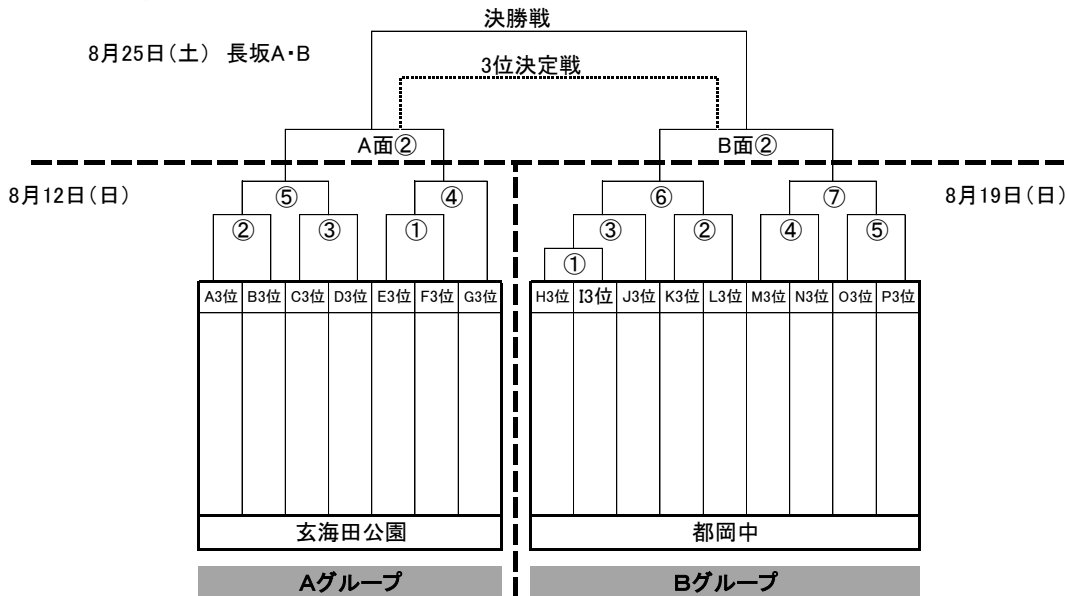 決勝戦
8月25日(土) 長坂A・B
3位決定戦
A面② B面②
8月12日(日) 8月19日(日)
⑤ ④ ⑥ ⑦
② ③ ① ③ ② ④ ⑤
①
A3位 B3位 C3位 D3位 E3位 F3位 G3位 H3位 I3位 J3位 K3位 L3位 M3位 N3位 O3位 P3位
玄海田公園 都岡中
Aグループ Bグループ